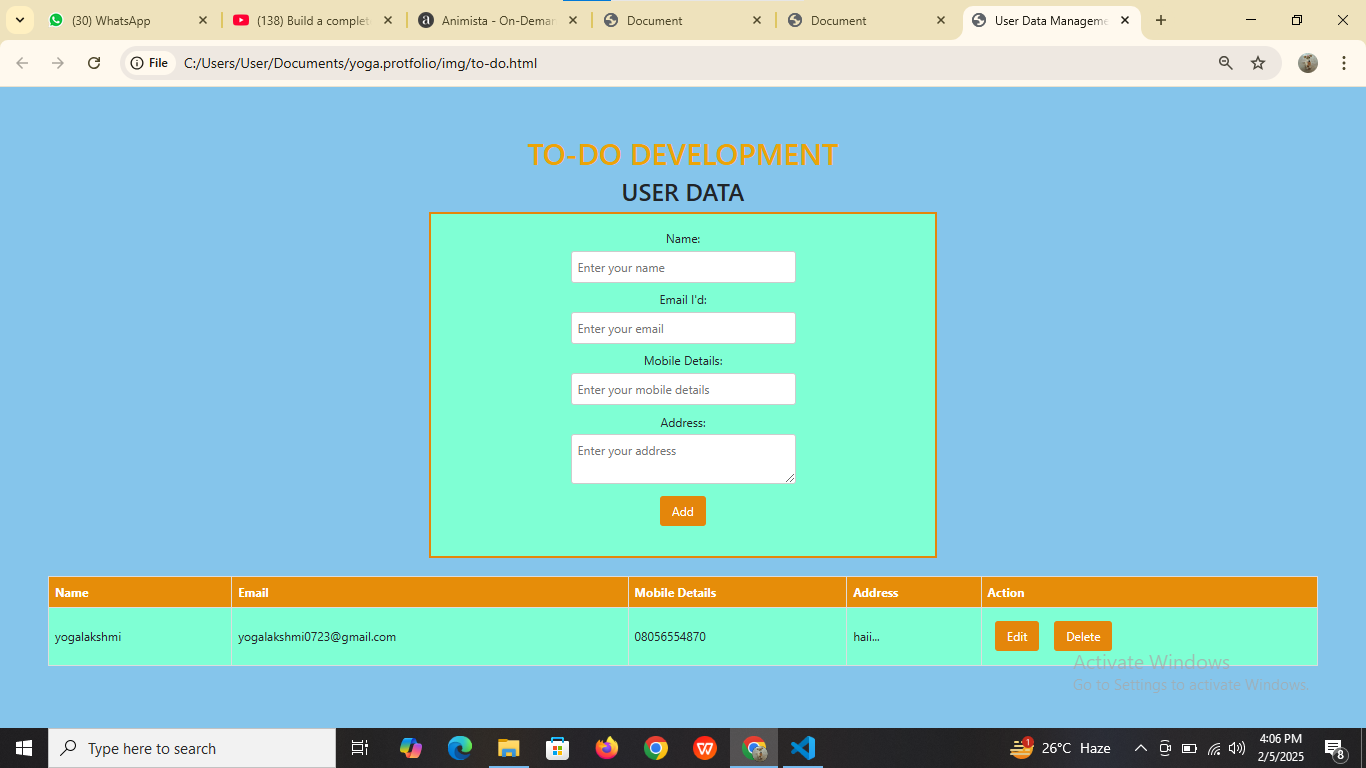 (30) WhatsApp
(138) Build a complet
Animista - On-Deman
Document
Document
User Data Manageme
File
C:/Users/User/Documents/yoga.protfolio/img/to-do.html
TO-DO DEVELOPMENT
USER DATA
Name:
Enter your name
Email I'd:
Enter your email
Mobile Details:
Enter your mobile details
Address:
Enter your address
Add
Name Email Mobile Details Address Action
yogalakshmi yogalakshmi0723@gmail.com 08056554870 haii... Edit Delete
Activate Windows
Go to Settings to activate Windows.
Type here to search
1
26°C Haze
4:06 PM
2/5/2025
8